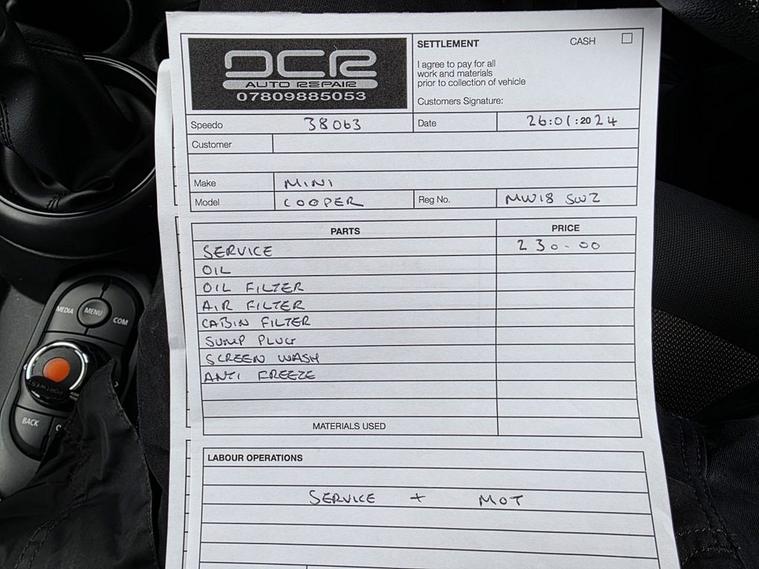 DCR
AUTO REPAIR
07809885053
SETTLEMENT CASH
I agree to pay for all
work and materials
prior to collection of vehicle
Customers Signature:
Speedo 38063 Date 26:01:2024
Customer
Make MINI
Model COOPER Reg No. MW18 SWZ
PARTS PRICE
SERVICE 230.00
OIL
OIL FILTER
AIR FILTER
CABIN FILTER
SUMP PLUG
SCREEN WASH
ANTI FREEZE
MATERIALS USED
LABOUR OPERATIONS
SERVICE + MOT
MEDIA MENU COM
BACK